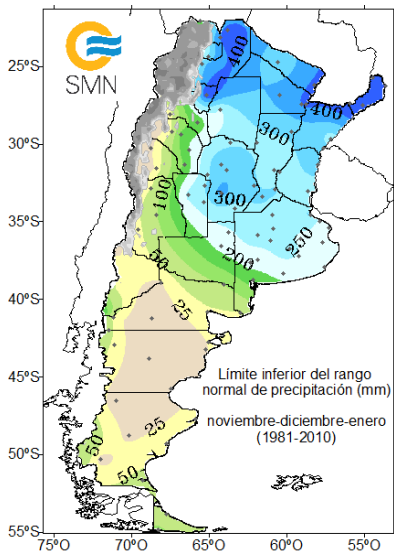 SMN
400
400
300
300
250
200
100
50
25
25
50
50
Límite inferior del rango
normal de precipitación (mm)
noviembre-diciembre-enero
(1981-2010)
25°S
30°S
35°S
40°S
45°S
50°S
55°S
75°O 70°O 65°O 60°O 55°O